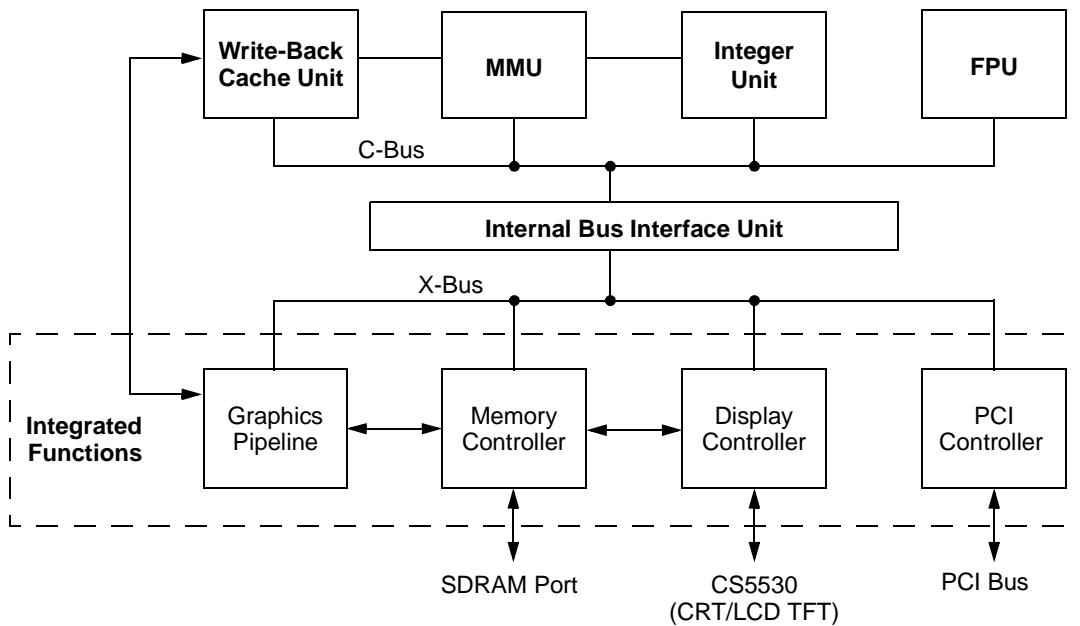 Write-Back
Cache Unit
MMU
Integer
Unit
FPU
C-Bus
Internal Bus Interface Unit
X-Bus
Integrated
Functions
Graphics
Pipeline
Memory
Controller
Display
Controller
PCI
Controller
SDRAM Port
CS5530
(CRT/LCD TFT)
PCI Bus